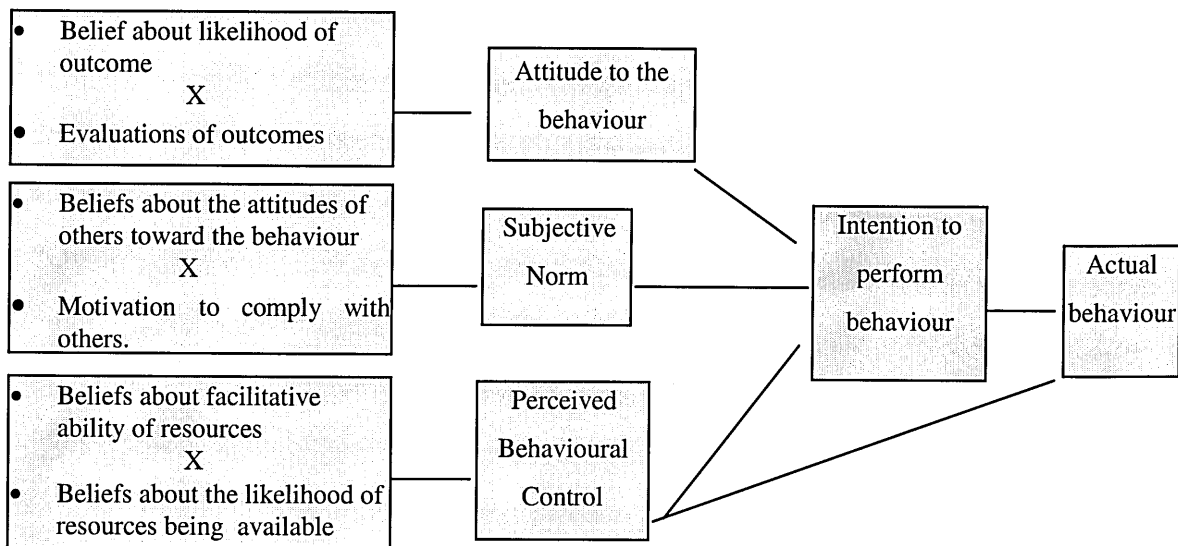 • Belief about likelihood of
outcome
X
• Evaluations of outcomes
Attitude to the
behaviour
• Beliefs about the attitudes of
others toward the behaviour
X
• Motivation to comply with
others.
Subjective
Norm
Intention to
perform
behaviour
Actual
behaviour
• Beliefs about facilitative
ability of resources
X
• Beliefs about the likelihood of
resources being available
Perceived
Behavioural
Control